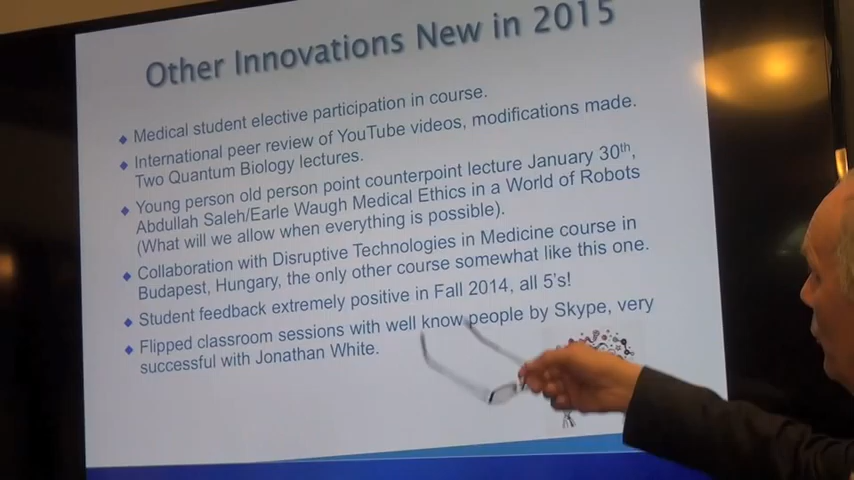 Other Innovations New in 2015
Medical student elective participation in course.
International peer review of YouTube videos, modifications made.
Two Quantum Biology lectures.
Young person old person point counterpoint lecture January 30th,
Abdullah Saleh/Earle Waugh Medical Ethics in a World of Robots
(What will we allow when everything is possible).
Collaboration with Disruptive Technologies in Medicine course in
Budapest, Hungary, the only other course somewhat like this one.
Student feedback extremely positive in Fall 2014, all 5's!
Flipped classroom sessions with well know people by Skype, very
successful with Jonathan White.